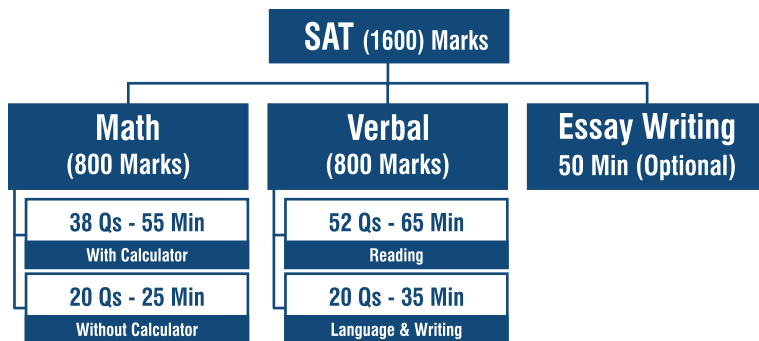 SAT (1600) Marks
Math
(800 Marks)
38 Qs - 55 Min
With Calculator
20 Qs - 25 Min
Without Calculator
Verbal
(800 Marks)
52 Qs - 65 Min
Reading
20 Qs - 35 Min
Language & Writing
Essay Writing
50 Min (Optional)